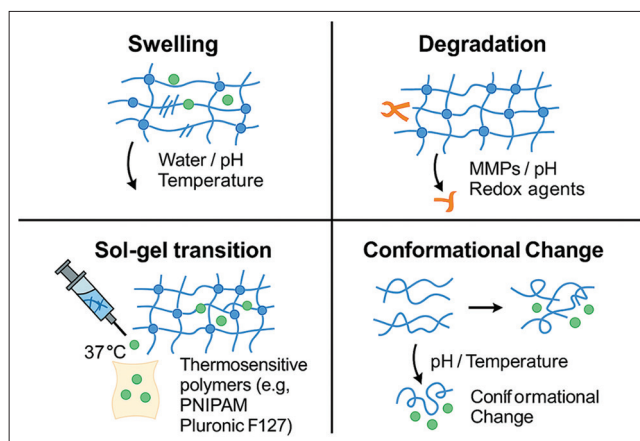 Swelling
Water / pH
Temperature
Degradation
MMPs / pH
Redox agents
Sol-gel transition
37 °C
Thermosensitive
polymers (e.g,
PNIPAM
Pluronic F127)
Conformational Change
pH / Temperature
Conlf ormational
Change